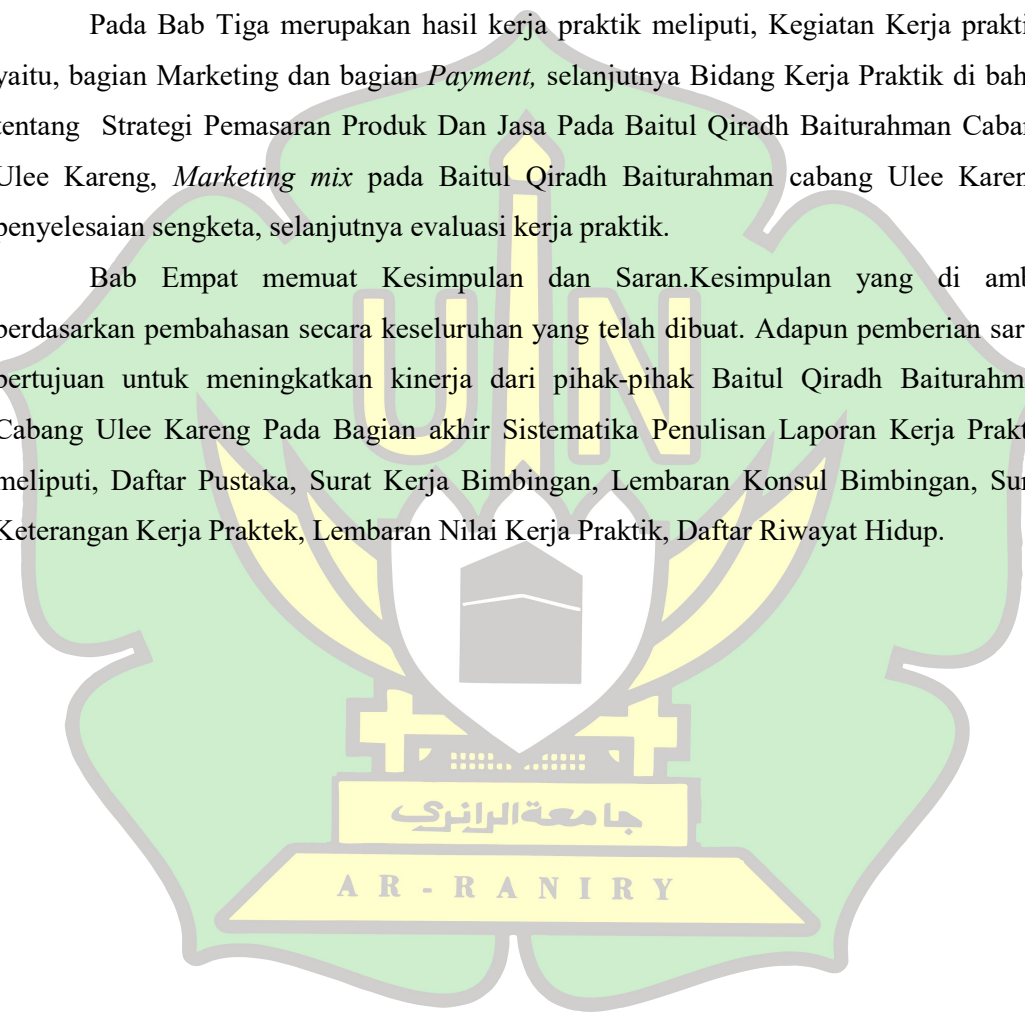 Pada Bab Tiga merupakan hasil kerja praktik meliputi, Kegiatan Kerja prakti
yaitu, bagian Marketing dan bagian Payment, selanjutnya Bidang Kerja Praktik di bah
tentang Strategi Pemasaran Produk Dan Jasa Pada Baitul Qiradh Baiturahman Caban
Ulee Kareng, Marketing mix pada Baitul Qiradh Baiturahman cabang Ulee Karen
penyelesaian sengketa, selanjutnya evaluasi kerja praktik.
Bab Empat memuat Kesimpulan dan Saran.Kesimpulan yang di amb
berdasarkan pembahasan secara keseluruhan yang telah dibuat. Adapun pemberian sar
bertujuan untuk meningkatkan kinerja dari pihak-pihak Baitul Qiradh Baiturahm
Cabang Ulee Kareng Pada Bagian akhir Sistematika Penulisan Laporan Kerja Prakt
meliputi, Daftar Pustaka, Surat Kerja Bimbingan, Lembaran Konsul Bimbingan, Sur
Keterangan Kerja Praktek, Lembaran Nilai Kerja Praktik, Daftar Riwayat Hidup.
UIN
جامعة الرانري
AR-RANIRY